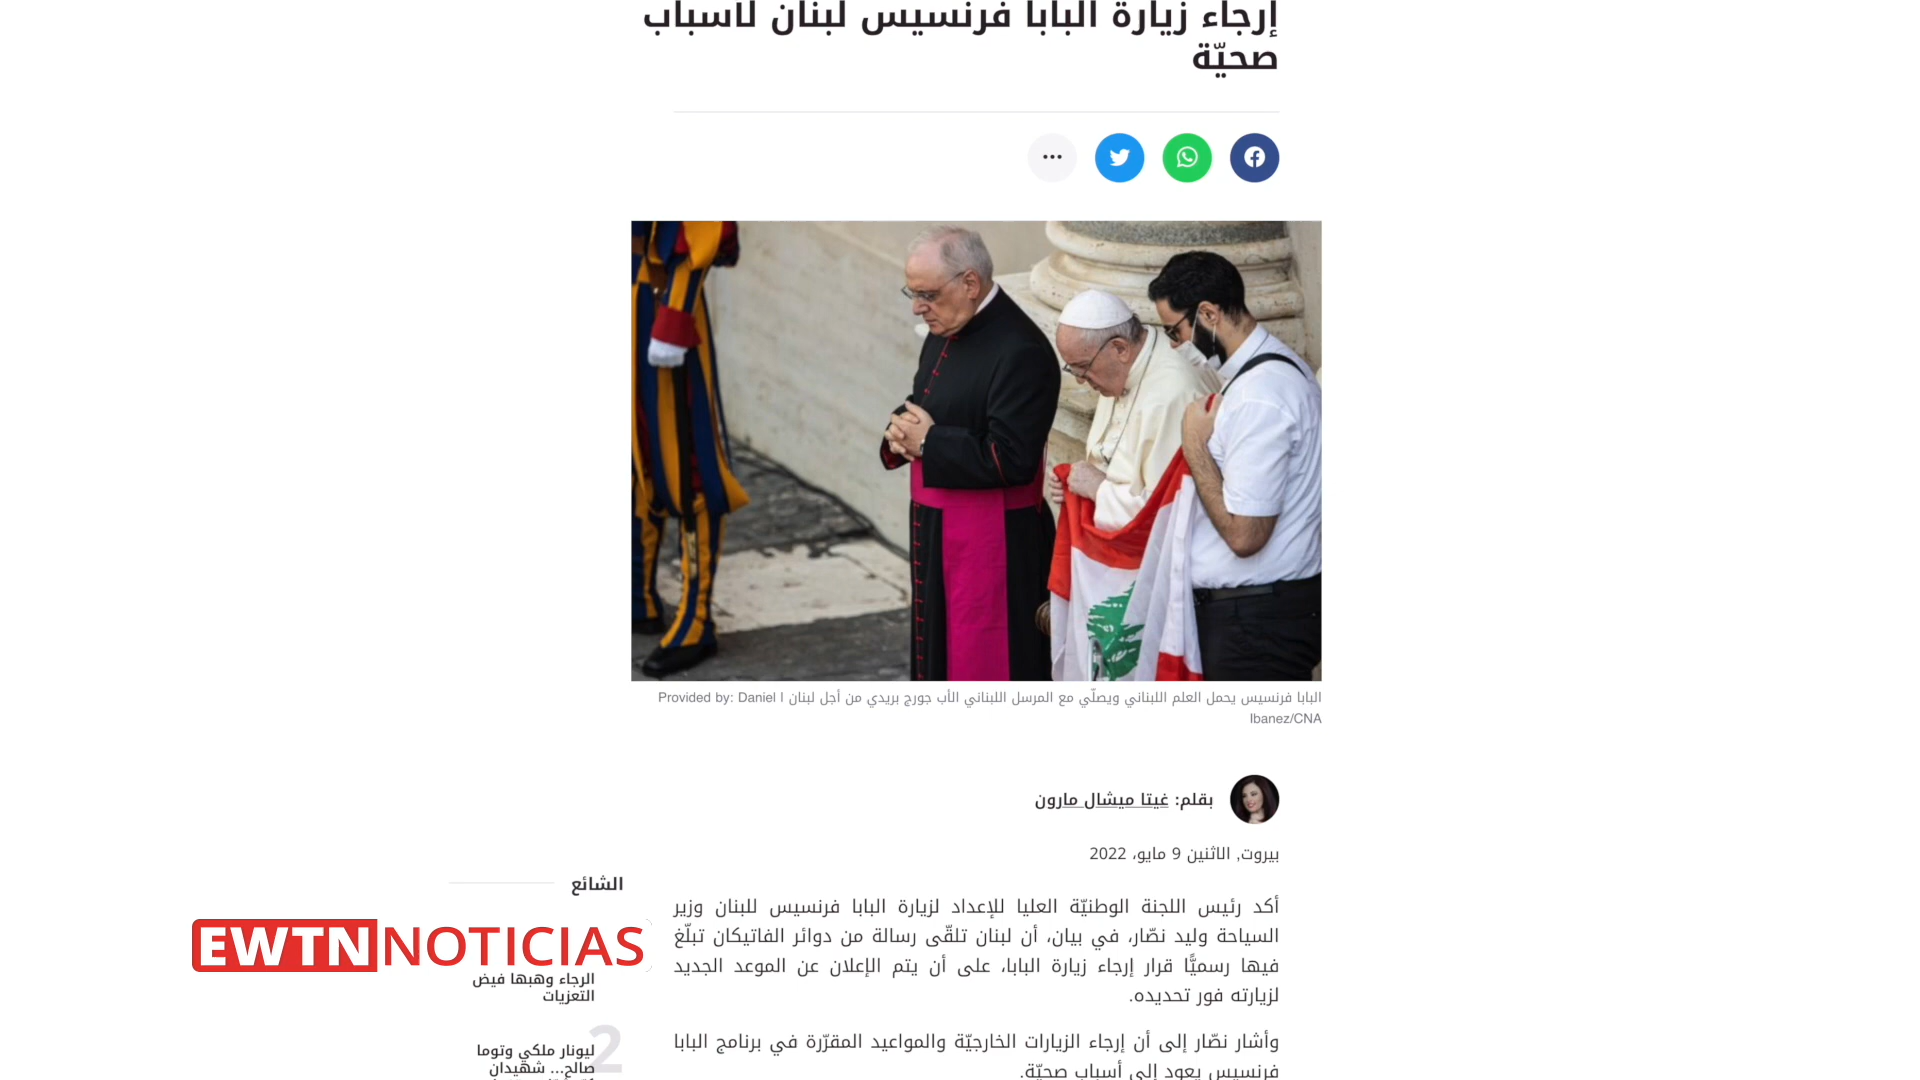 إرجاء زيارة البابا فرنسيس لبنان لأسباب
صحيّة
البابا فرنسيس يحمل العلم اللبناني ويصلّي مع المرسل اللبناني الأب جورج بريدي من أجل لبنان | Provided by: Daniel
Ibanez/CNA
بقلم: غيتا ميشال مارون
بيروت, الاثنين 9 مايو، 2022
أكد رئيس اللجنة الوطنيّة العليا للإعداد لزيارة البابا فرنسيس للبنان وزير
السياحة وليد نصّار، في بيان، أن لبنان تلقّى رسالة من دوائر الفاتيكان تبلّغ
فيها رسميًّا قرار إرجاء زيارة البابا، على أن يتم الإعلان عن الموعد الجديد
لزيارته فور تحديده.
وأشار نصّار إلى أن إرجاء الزيارات الخارجيّة والمواعيد المقرّرة في برنامج البابا
فرنسيس يعود إلى أسباب صحيّة.
الشائع
EWTN NOTICIAS
الرجاء وهبها فيض
التعزيات
2
ليونار ملكي وتوما
صالح... شهيدان